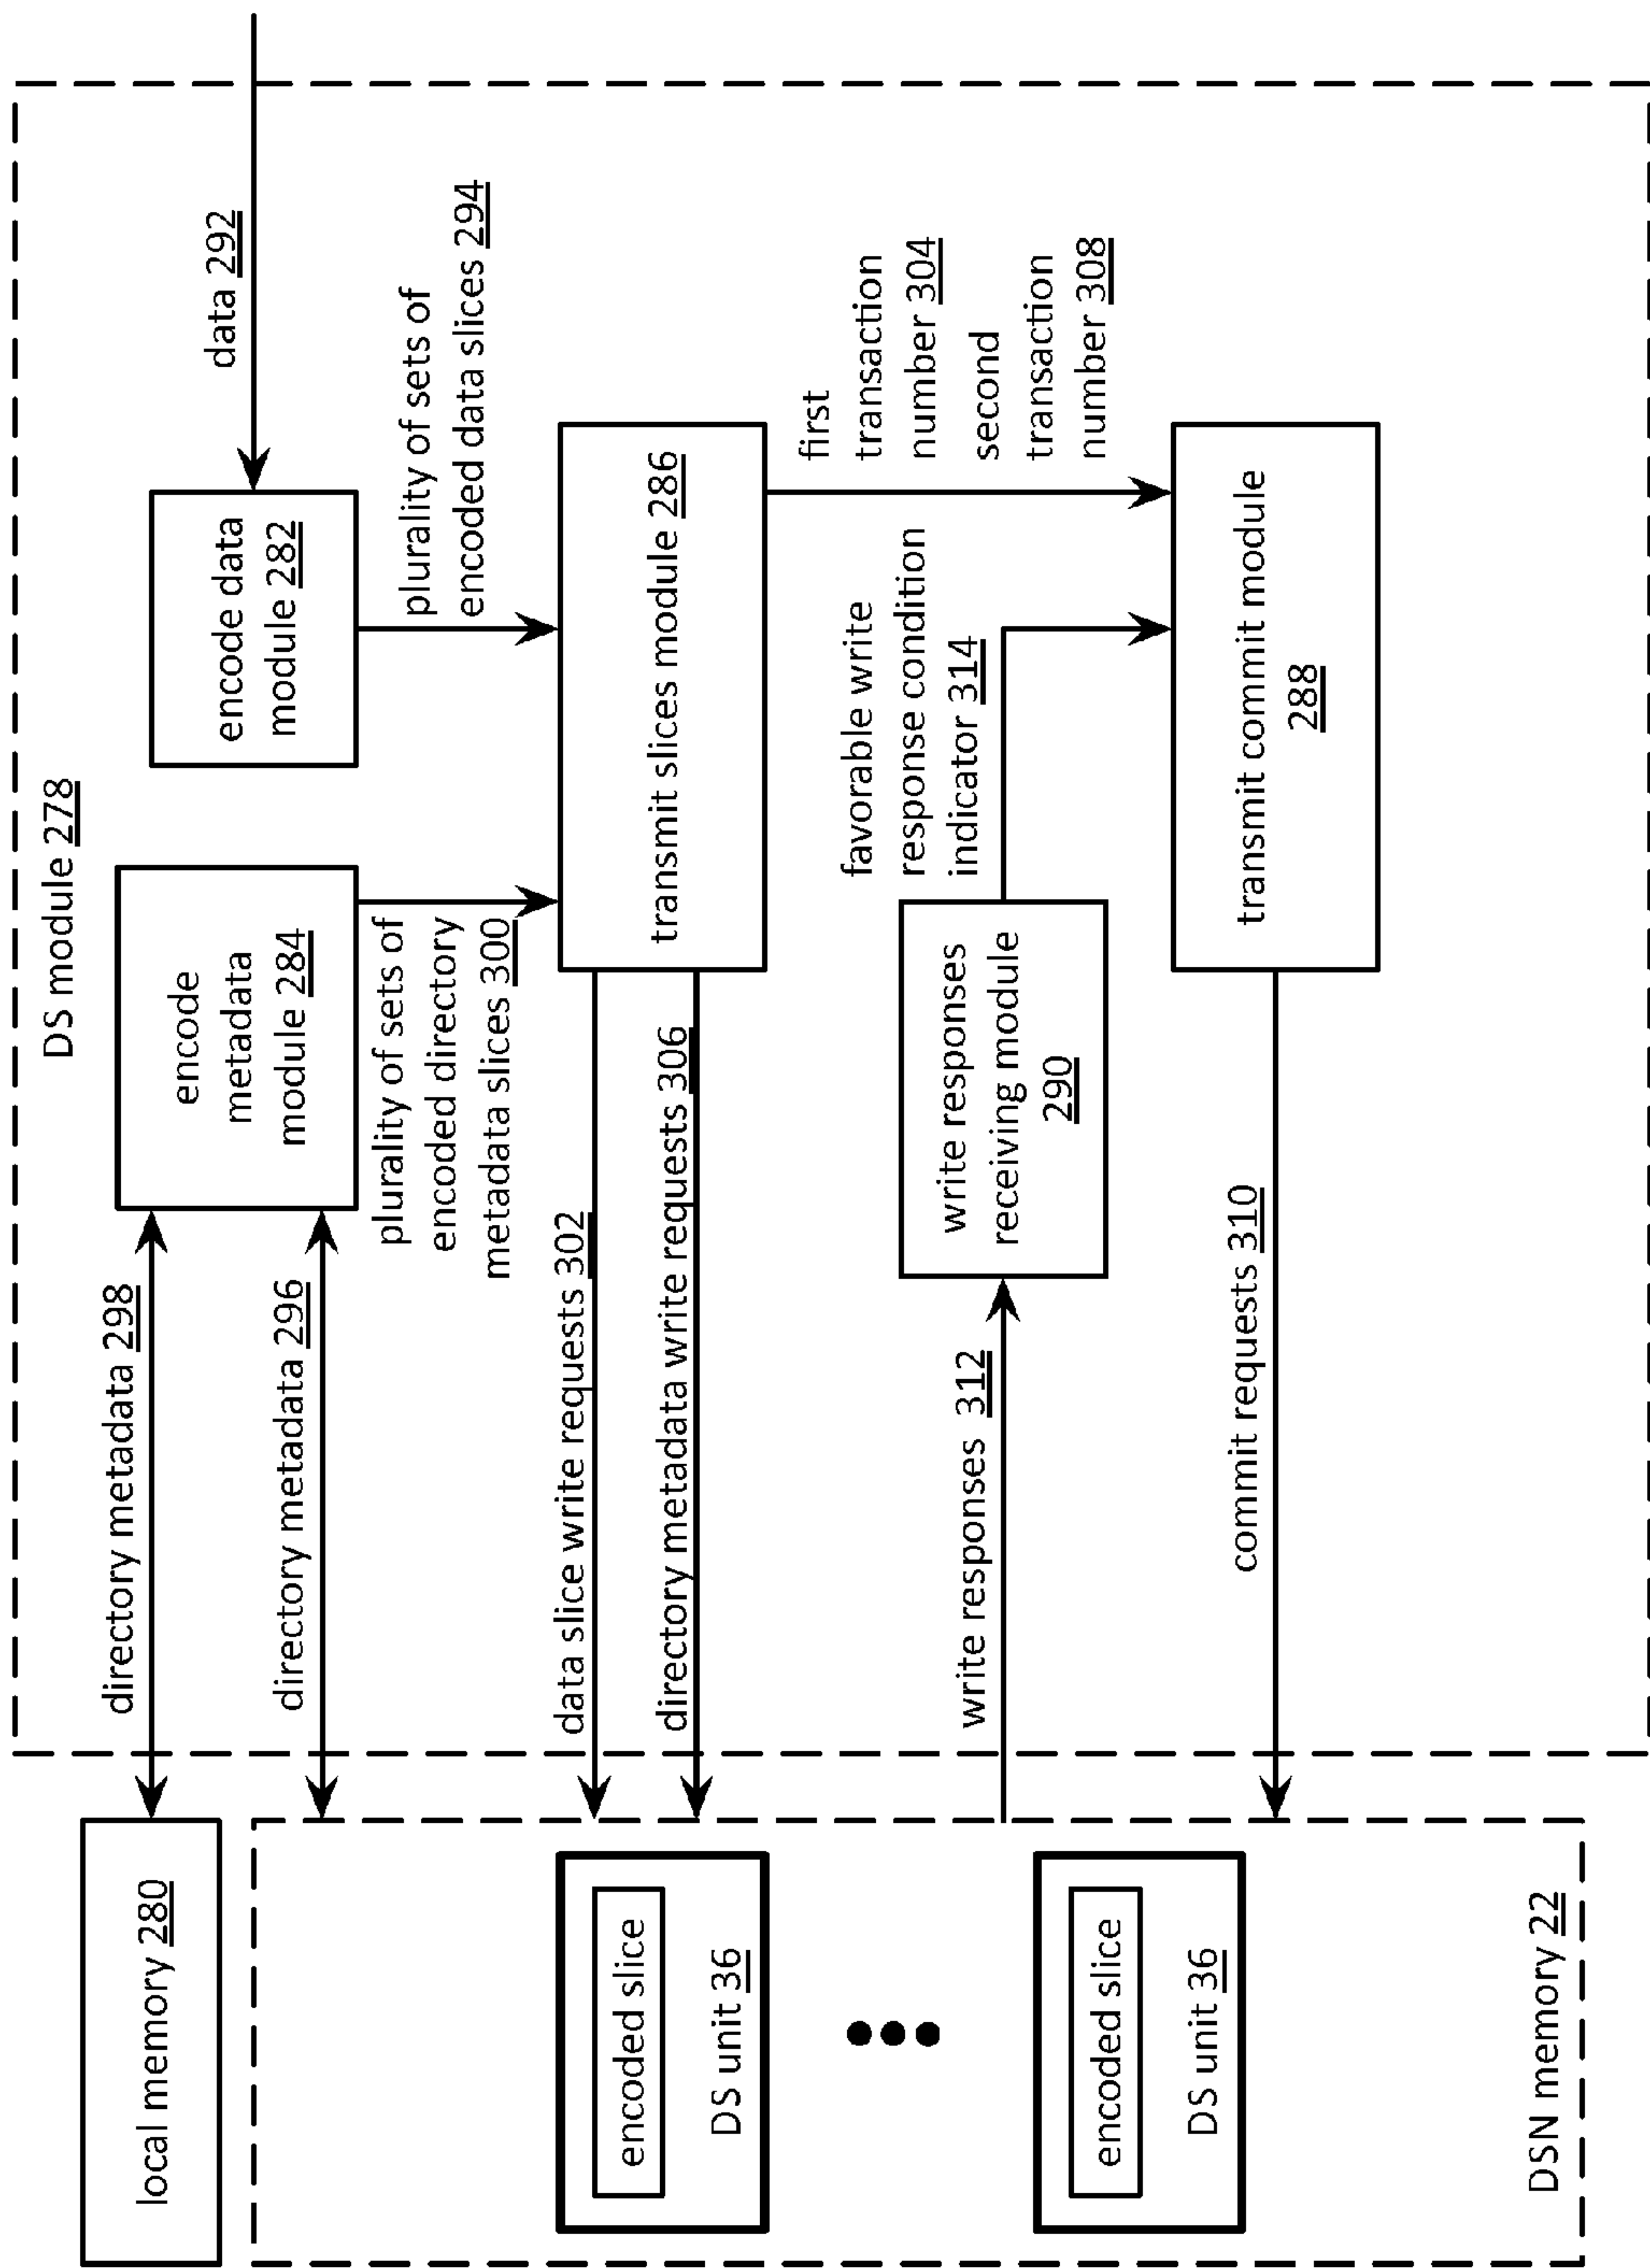 DS module 278
local memory 280
directory metadata 298
encode
metadata
module 284
encode data
module 282
data 292
directory metadata 296
plurality of sets of
encoded directory
metadata slices 300
plurality of sets of
encoded data slices 294
data slice write requests 302
directory metadata write requests 306
transmit slices module 286
encoded slice
DS unit 36
first
transaction
number 304
second
transaction
number 308
favorable write
response condition
indicator 314
write responses 312
write responses
receiving module
290
encoded slice
DS unit 36
commit requests 310
transmit commit module
288
DSN memory 22